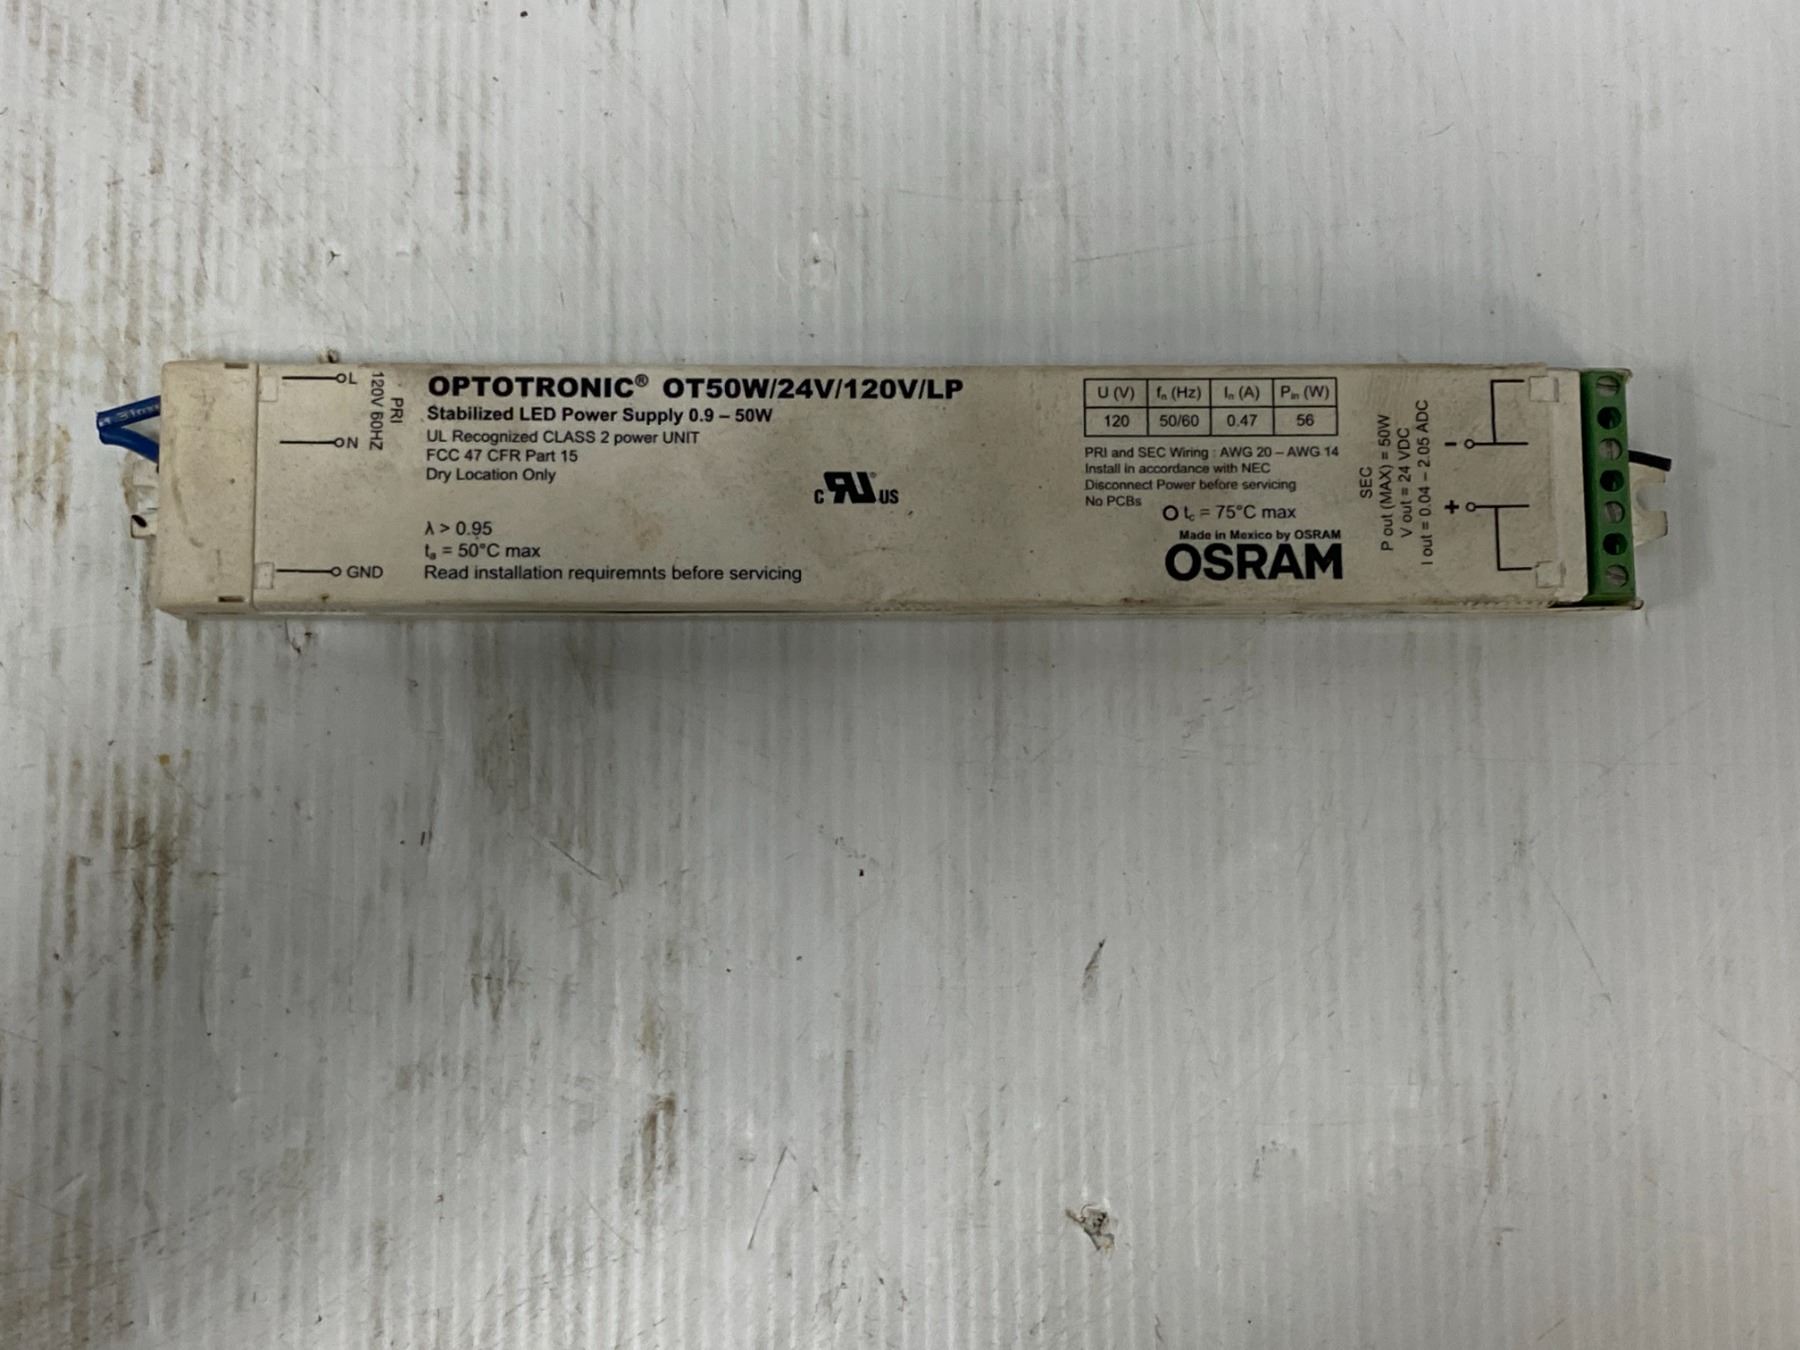 OPTOTRONIC® OT50W/24V/120V/LP
Stabilized LED Power Supply 0.9 – 50W
UL Recognized CLASS 2 power UNIT
FCC 47 CFR Part 15
Dry Location Only
λ > 0.95
ta = 50°C max
Read installation requiremnts before servicing
L
N
GND
PRI
120V 60HZ
c RU US
U (V) fn (Hz) In (A) Pin (W)
120 50/60 0.47 56
PRI and SEC Wiring : AWG 20 – AWG 14
Install in accordance with NEC
Disconnect Power before servicing
No PCBs
tc = 75°C max
Made in Mexico by OSRAM
OSRAM
SEC
P out (MAX) = 50W
V out = 24 VDC
I out = 0.04 – 2.05 ADC
-
+